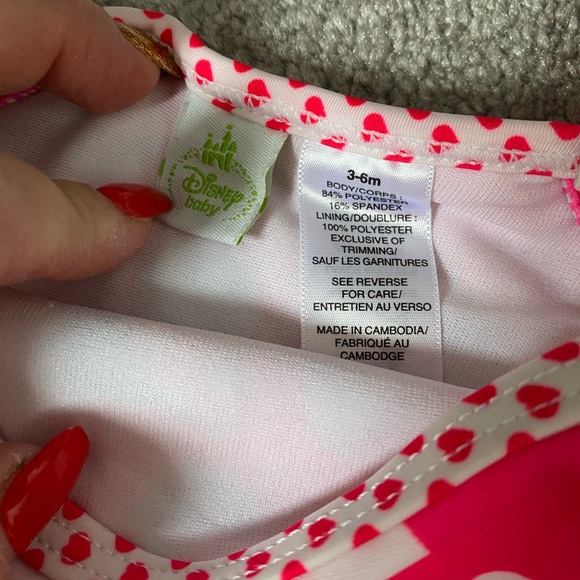 Disney
baby
3-6m
BODY/CORPS :
84% POLYESTER
16% SPANDEX
LINING/DOUBLURE :
100% POLYESTER
EXCLUSIVE OF
TRIMMING/
SAUF LES GARNITURES
SEE REVERSE
FOR CARE/
ENTRETIEN AU VERSO
MADE IN CAMBODIA/
FABRIQUÉ AU
CAMBODGE